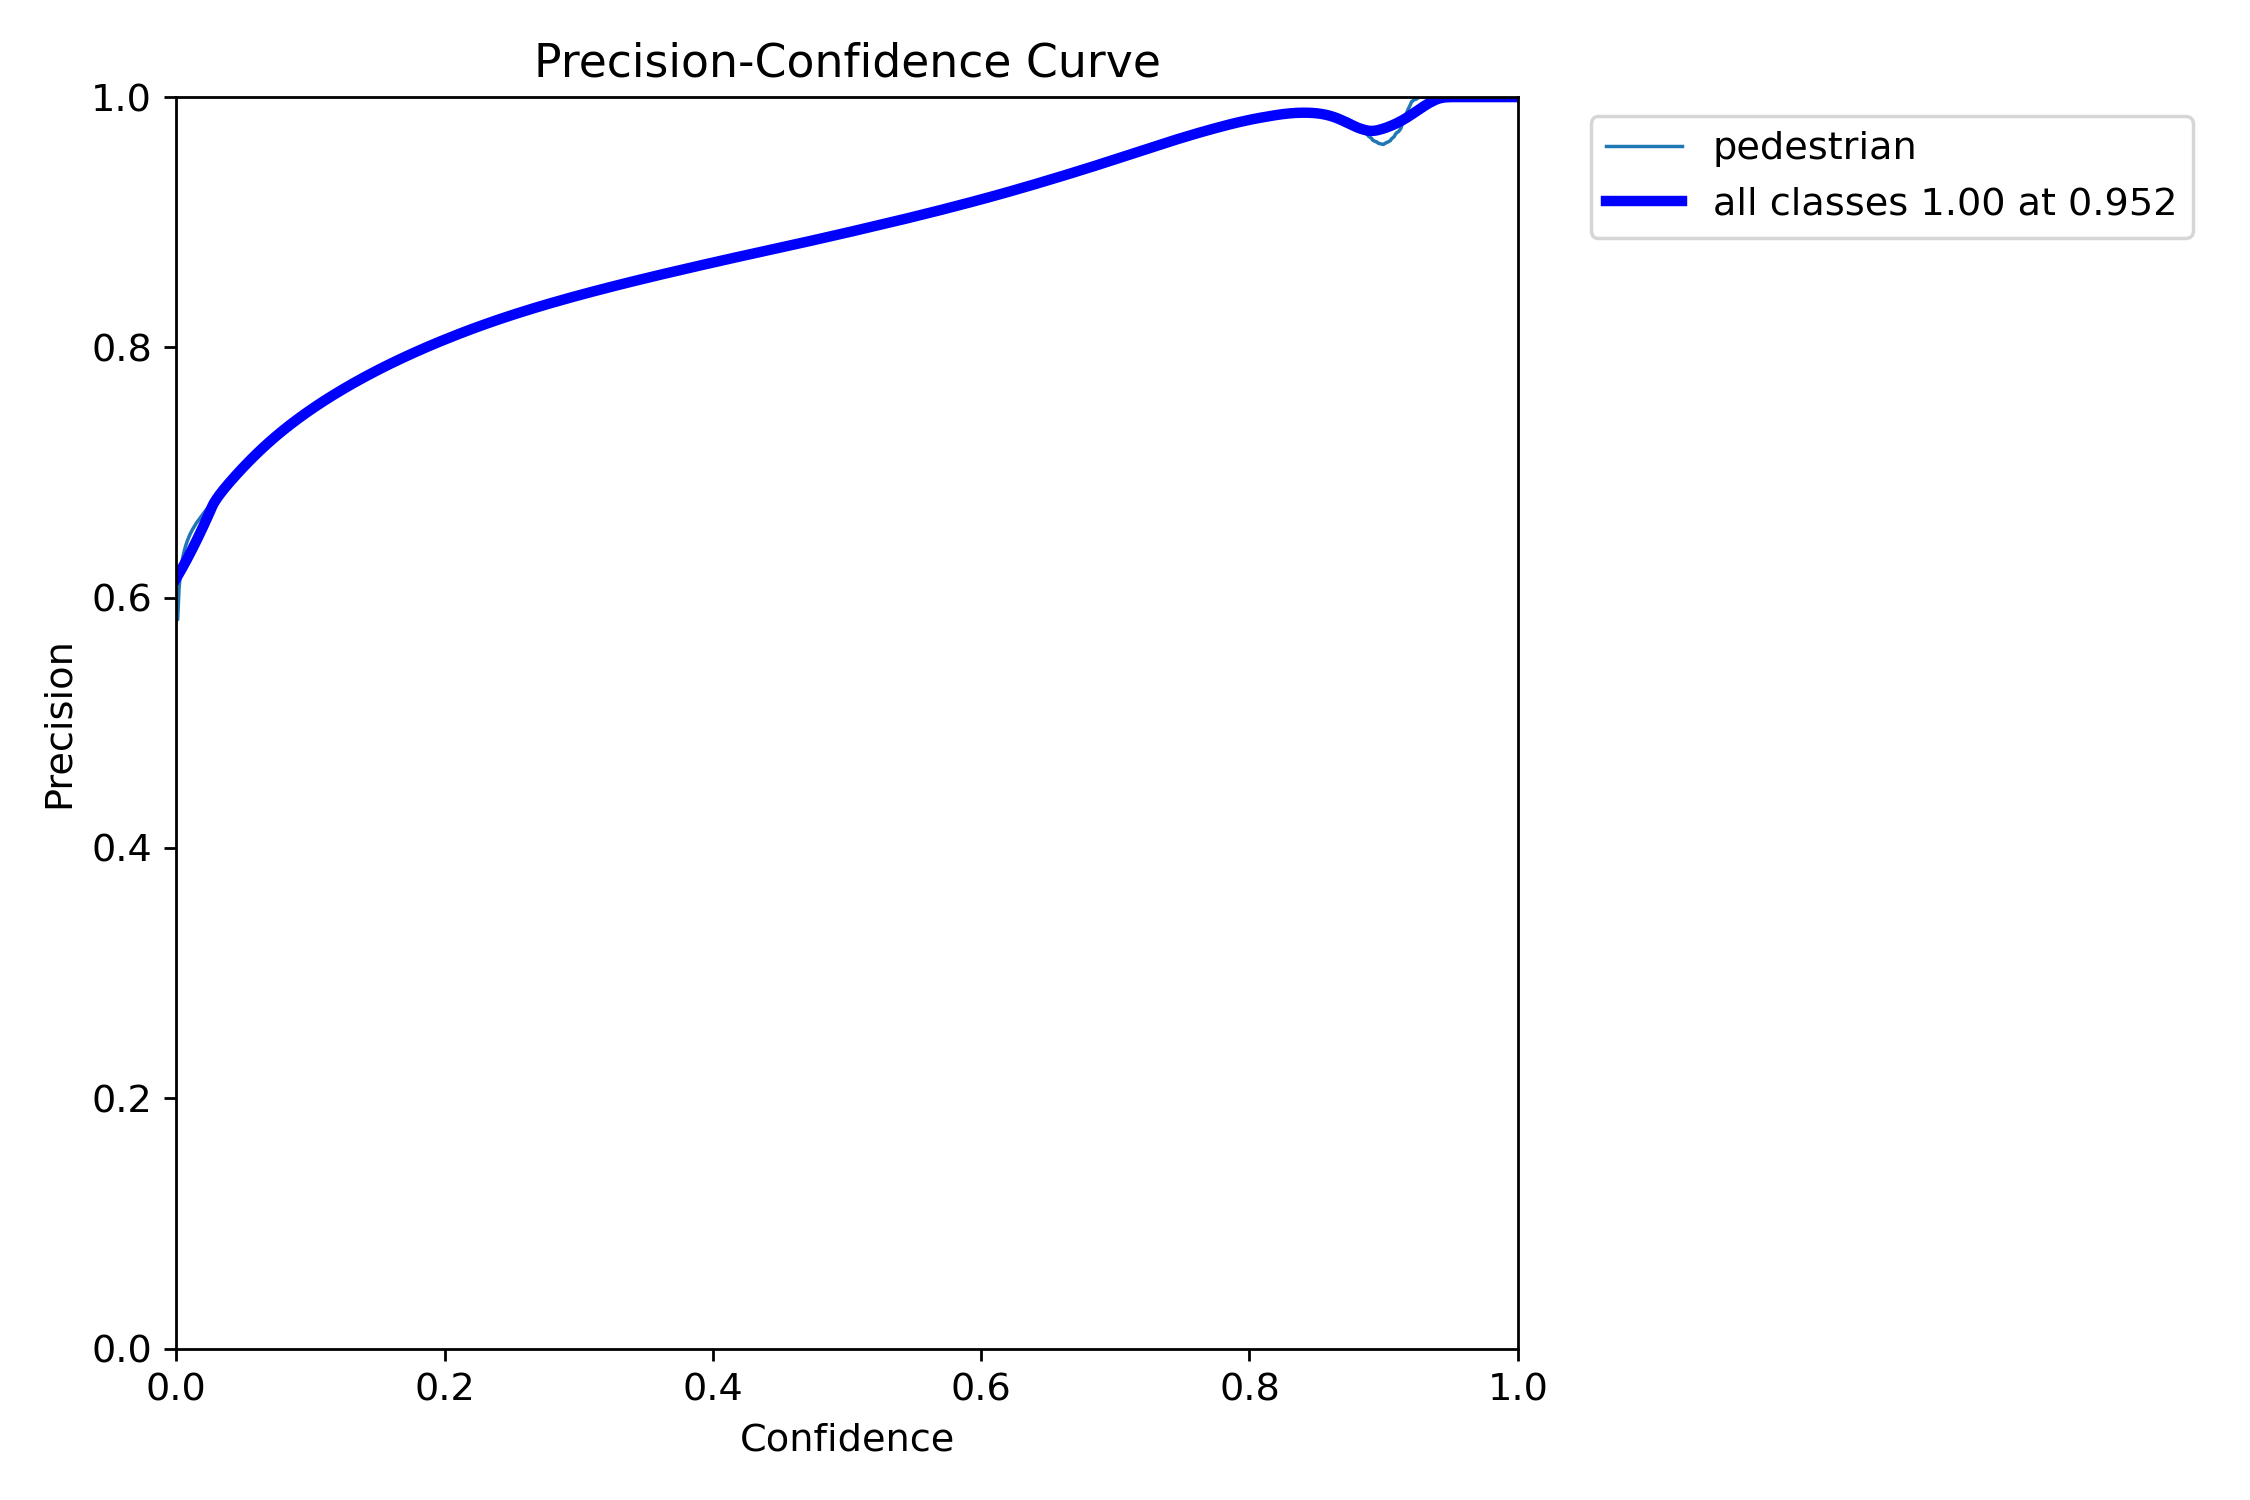 Precision-Confidence Curve
1.0
0.8
0.6
0.4
0.2
0.0
Precision
0.0 0.2 0.4 0.6 0.8 1.0
Confidence
pedestrian
all classes 1.00 at 0.952